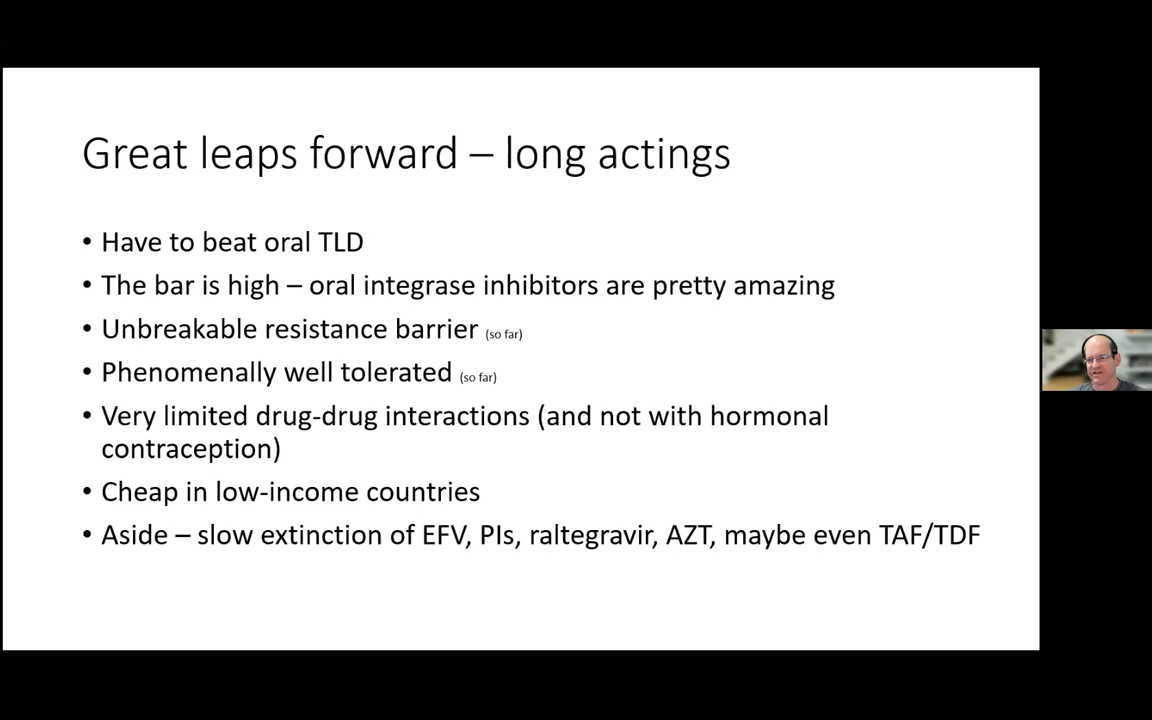 Great leaps forward – long actings
• Have to beat oral TLD
• The bar is high – oral integrase inhibitors are pretty amazing
• Unbreakable resistance barrier (so far)
• Phenomenally well tolerated (so far)
• Very limited drug-drug interactions (and not with hormonal
contraception)
• Cheap in low-income countries
• Aside – slow extinction of EFV, PIs, raltegravir, AZT, maybe even TAF/TDF